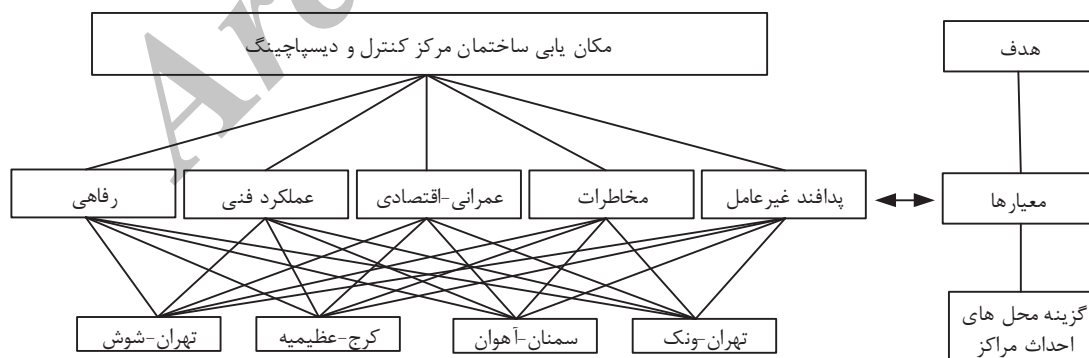 مکان یابی ساختمان مرکز کنترل و دیسپاچینگ
هدف
پدافند غیرعامل
مخاطرات
عمرانی-اقتصادی
عملکرد فنی
رفاهی
معیارها
تهران-ونک
سمنان-آهوان
کرج-عظیمیه
تهران-شوش
گزینه محل های
احداث مراکز